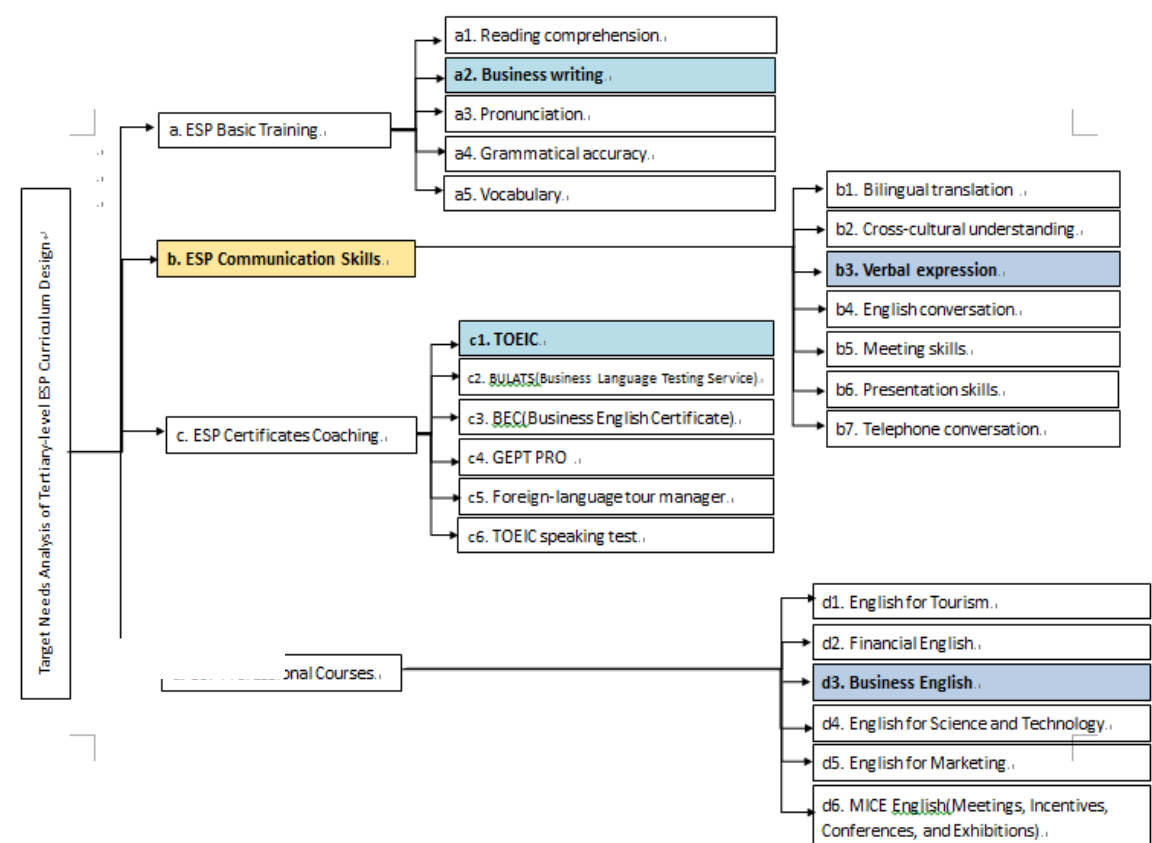 Target Needs Analysis of Tertiary-level ESP Curriculum Design
a. ESP Basic Training.
a1. Reading comprehension.
a2. Business writing.
a3. Pronunciation.
a4. Grammatical accuracy.
a5. Vocabulary.
b. ESP Communication Skills.
b1. Bilingual translation .
b2. Cross-cultural understanding.
b3. Verbal expression.
b4. English conversation.
b5. Meeting skills.
b6. Presentation skills.
b7. Telephone conversation.
c. ESP Certificates Coaching.
c1. TOEIC.
c2. BULATS(Business Language Testing Service).
c3. BEC(Business English Certificate).
c4. GEPT PRO .
c5. Foreign-language tour manager.
c6. TOEIC speaking test.
Courses.
d1. English for Tourism.
d2. Financial English.
d3. Business English.
d4. English for Science and Technology.
d5. English for Marketing.
d6. MICE English(Meetings, Incentives,
Conferences, and Exhibitions).